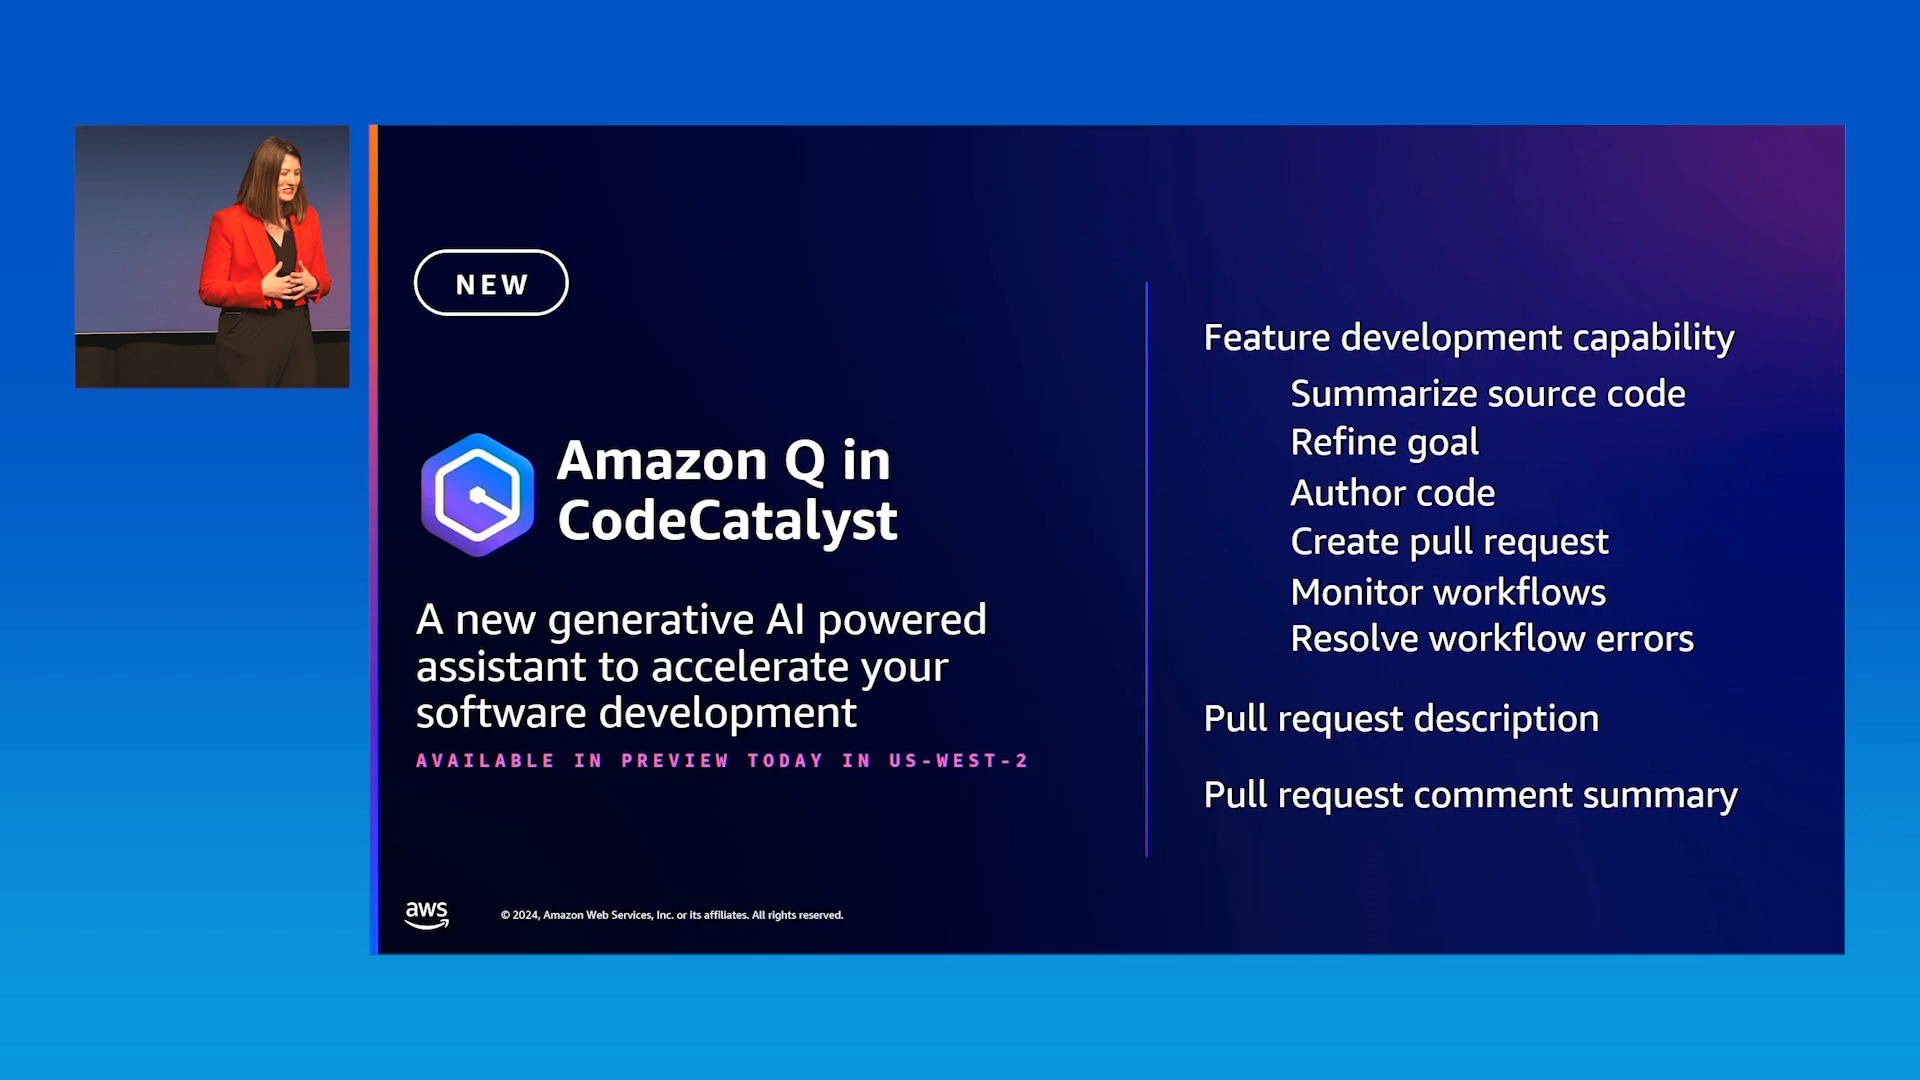 NEW
Amazon Q in
CodeCatalyst
A new generative AI powered
assistant to accelerate your
software development
AVAILABLE IN PREVIEW TODAY IN US-WEST-2
Feature development capability
Summarize source code
Refine goal
Author code
Create pull request
Monitor workflows
Resolve workflow errors
Pull request description
Pull request comment summary
aws
© 2024, Amazon Web Services, Inc. or its affiliates. All rights reserved.